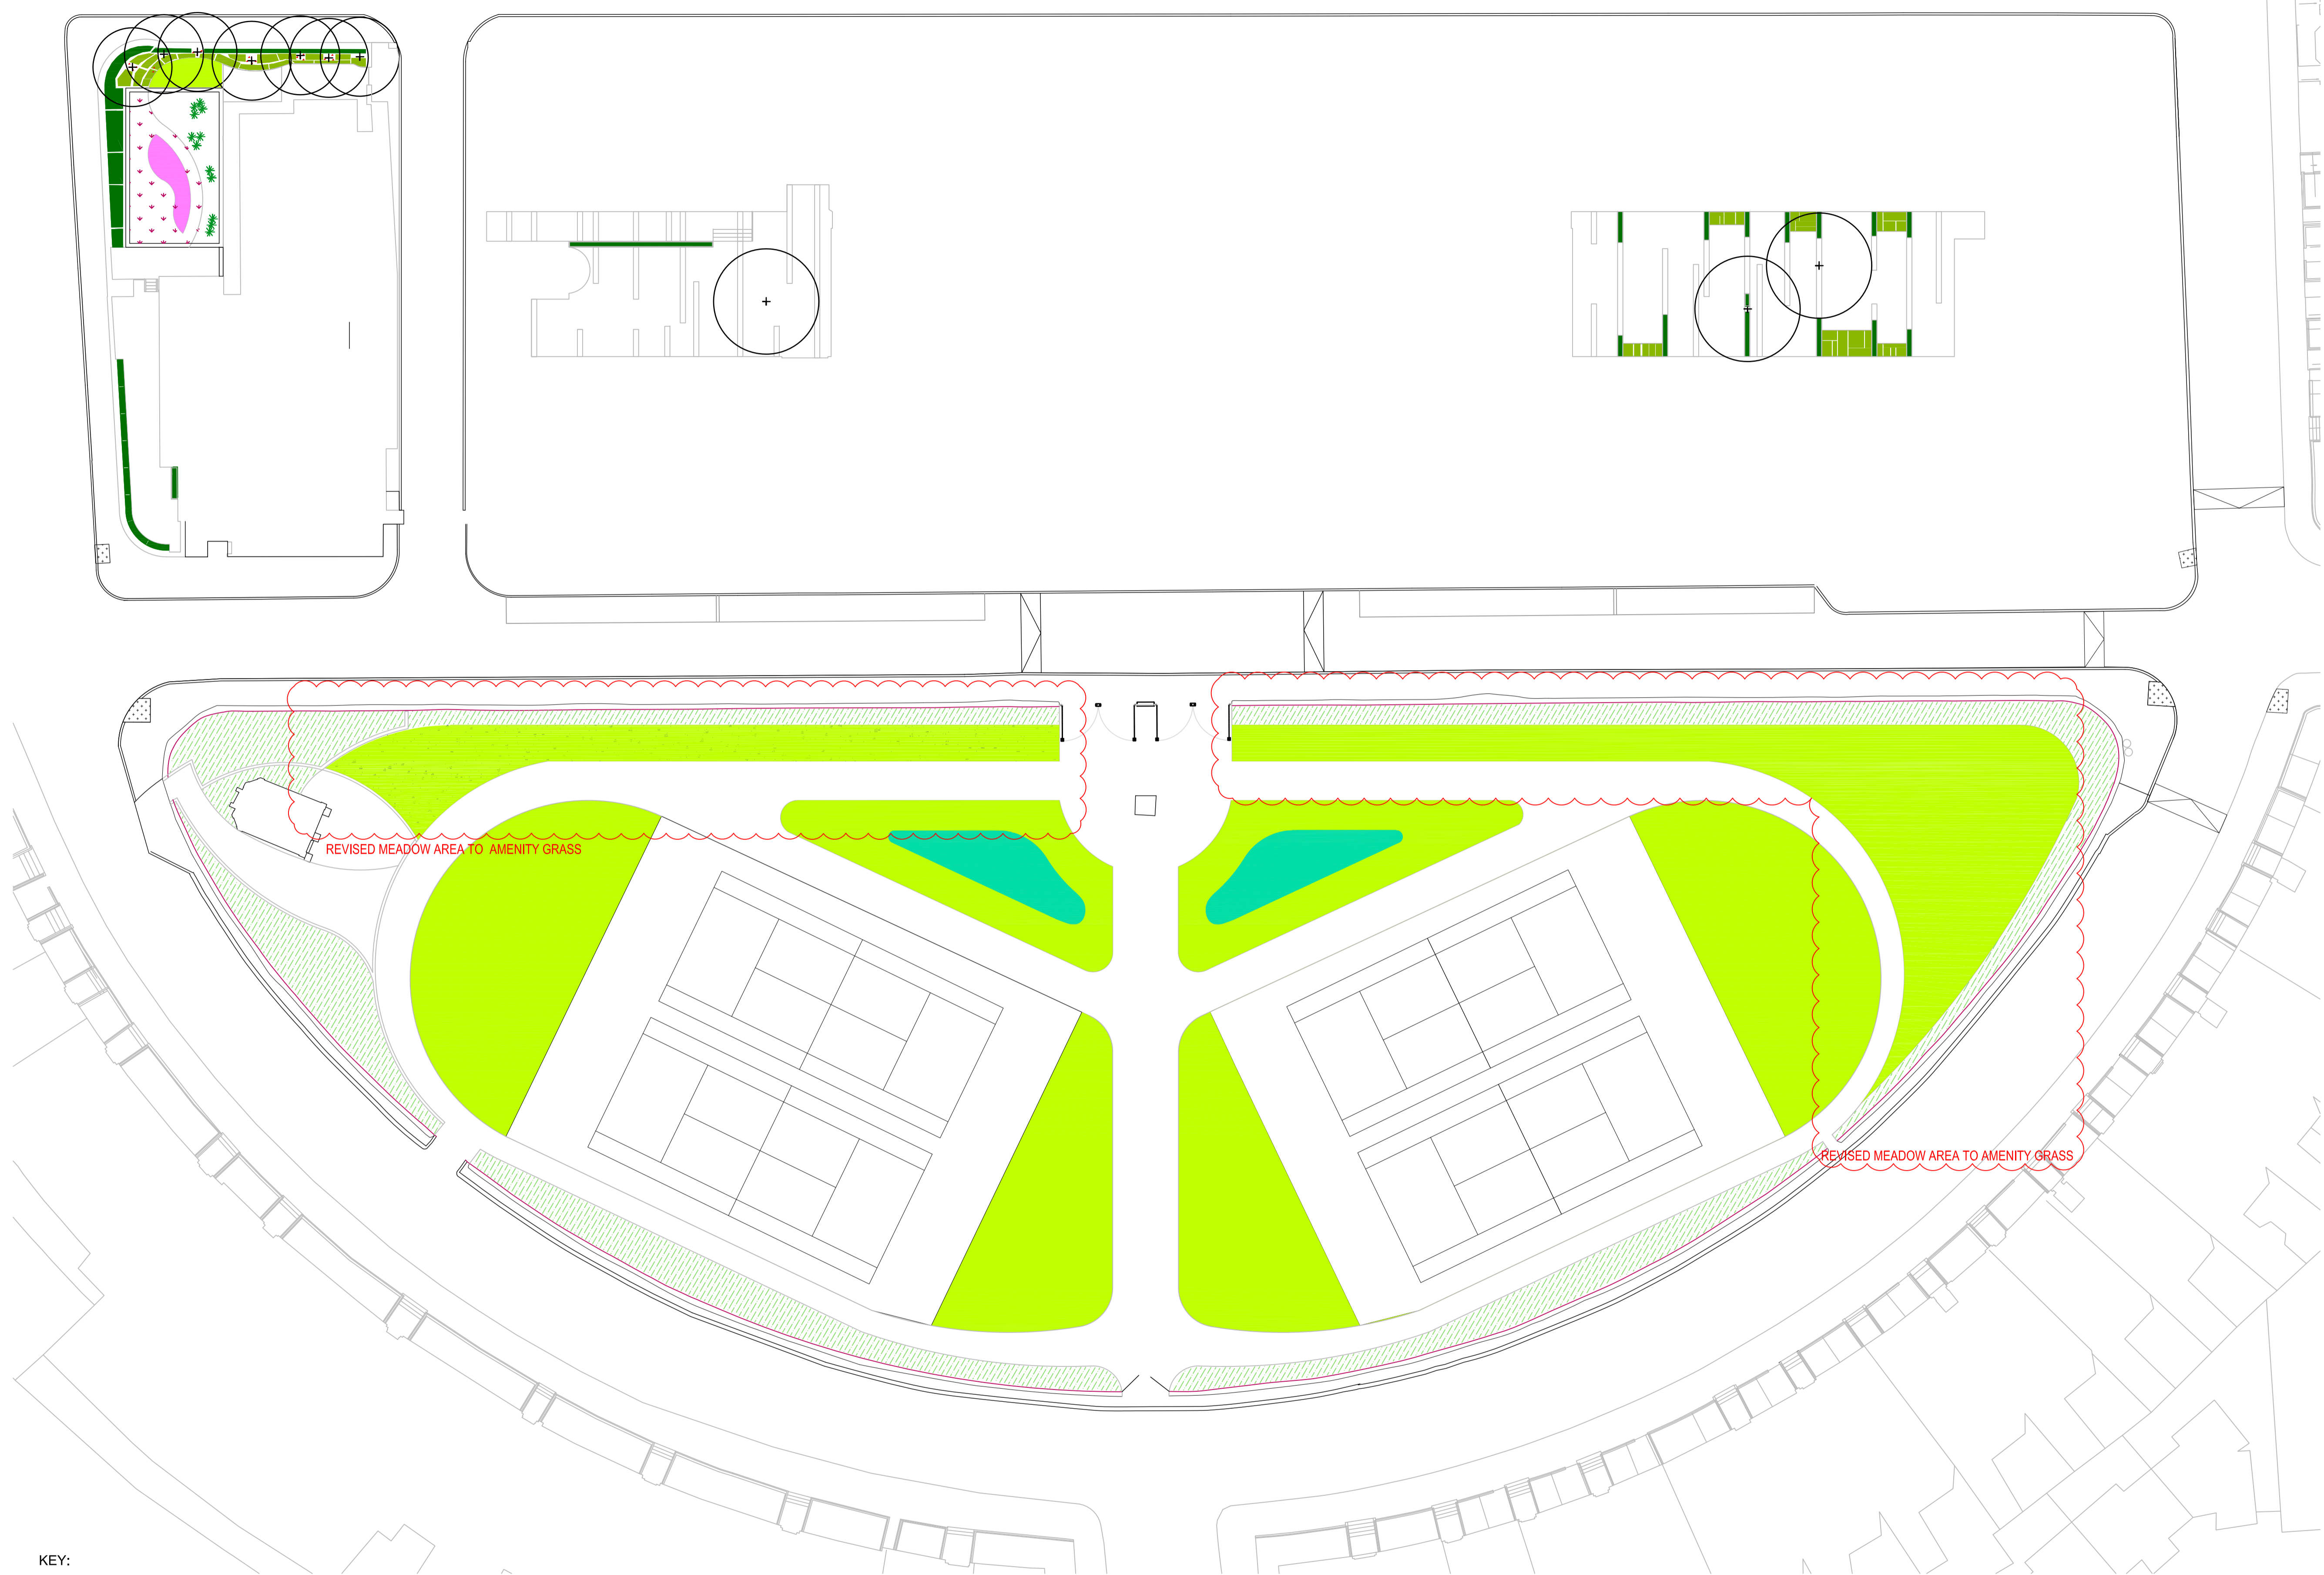 REVISED MEADOW AREA TO  AMENITY GRASS
REVISED MEADOW AREA TO AMENITY GRASS
KEY: